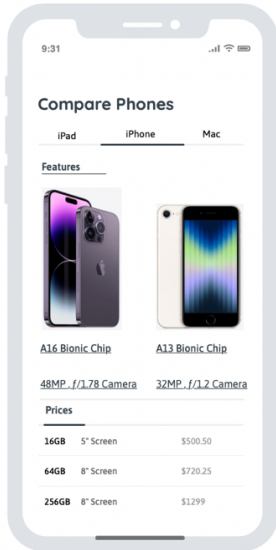 9:31
Compare Phones
iPad iPhone Mac
Features
A16 Bionic Chip A13 Bionic Chip
48MP , ƒ/1.78 Camera 32MP , ƒ/1.2 Camera
Prices
16GB 5" Screen $500.50
64GB 8" Screen $720.25
256GB 8" Screen $1299